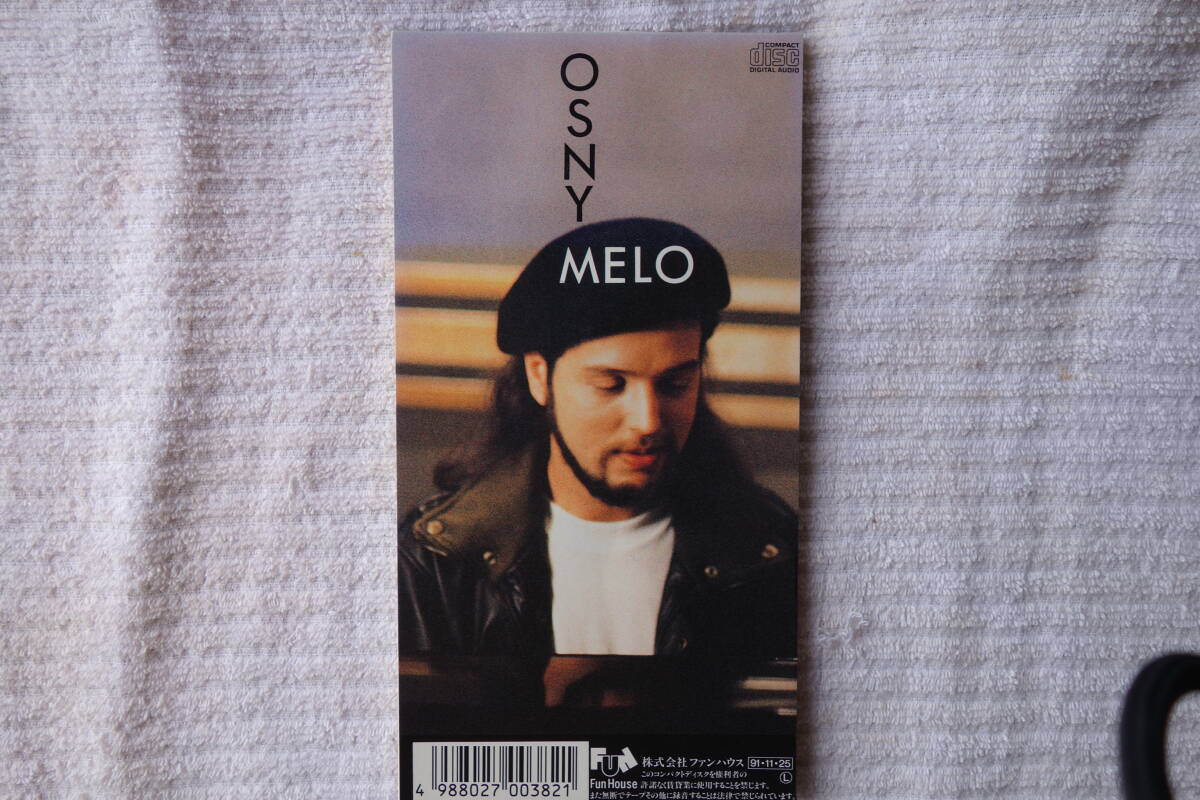 COMPACT
disc
DIGITAL AUDIO
OSNY
MELO
4 988027 003821
FUN
Fun House
株式会社 ファンハウス 91・11・25
このコンパクトディスクを権利者の Ⓛ
許諾なく賃貸業に使用することを禁じます。
また無断でテープその他に録音することは法律で禁じられています。